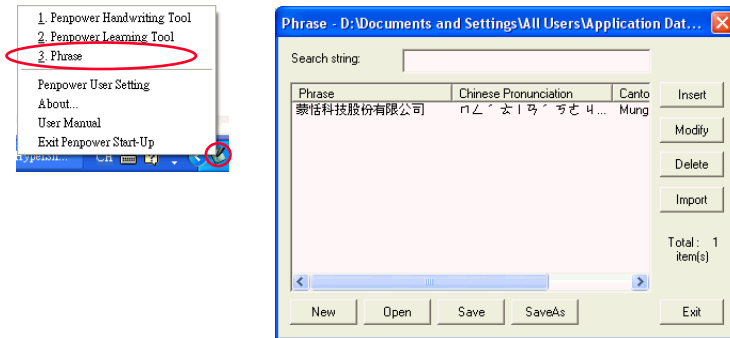 1. Penpower Handwriting Tool
2. Penpower Learning Tool
3. Phrase
Penpower User Setting
About...
User Manual
Exit Penpower Start-Up
CH
Phrase - D:\Documents and Settings\All Users\Application Dat...
Search string:
Phrase Chinese Pronunciation Canto
蒙恬科技股份有限公司 ㄇㄥˊ ㄊㄧㄢˊ ㄎㄜ ㄐ... Mung
Insert
Modify
Delete
Import
Total : 1
item(s)
New Open Save SaveAs Exit